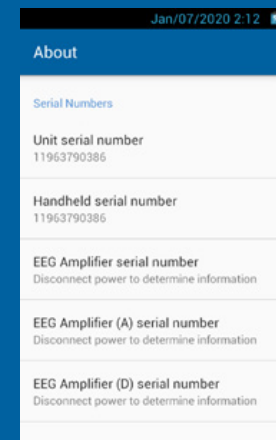 Jan/07/2020 2:12
About
Serial Numbers
Unit serial number
11963790386
Handheld serial number
11963790386
EEG Amplifier serial number
Disconnect power to determine information
EEG Amplifier (A) serial number
Disconnect power to determine information
EEG Amplifier (D) serial number
Disconnect power to determine information